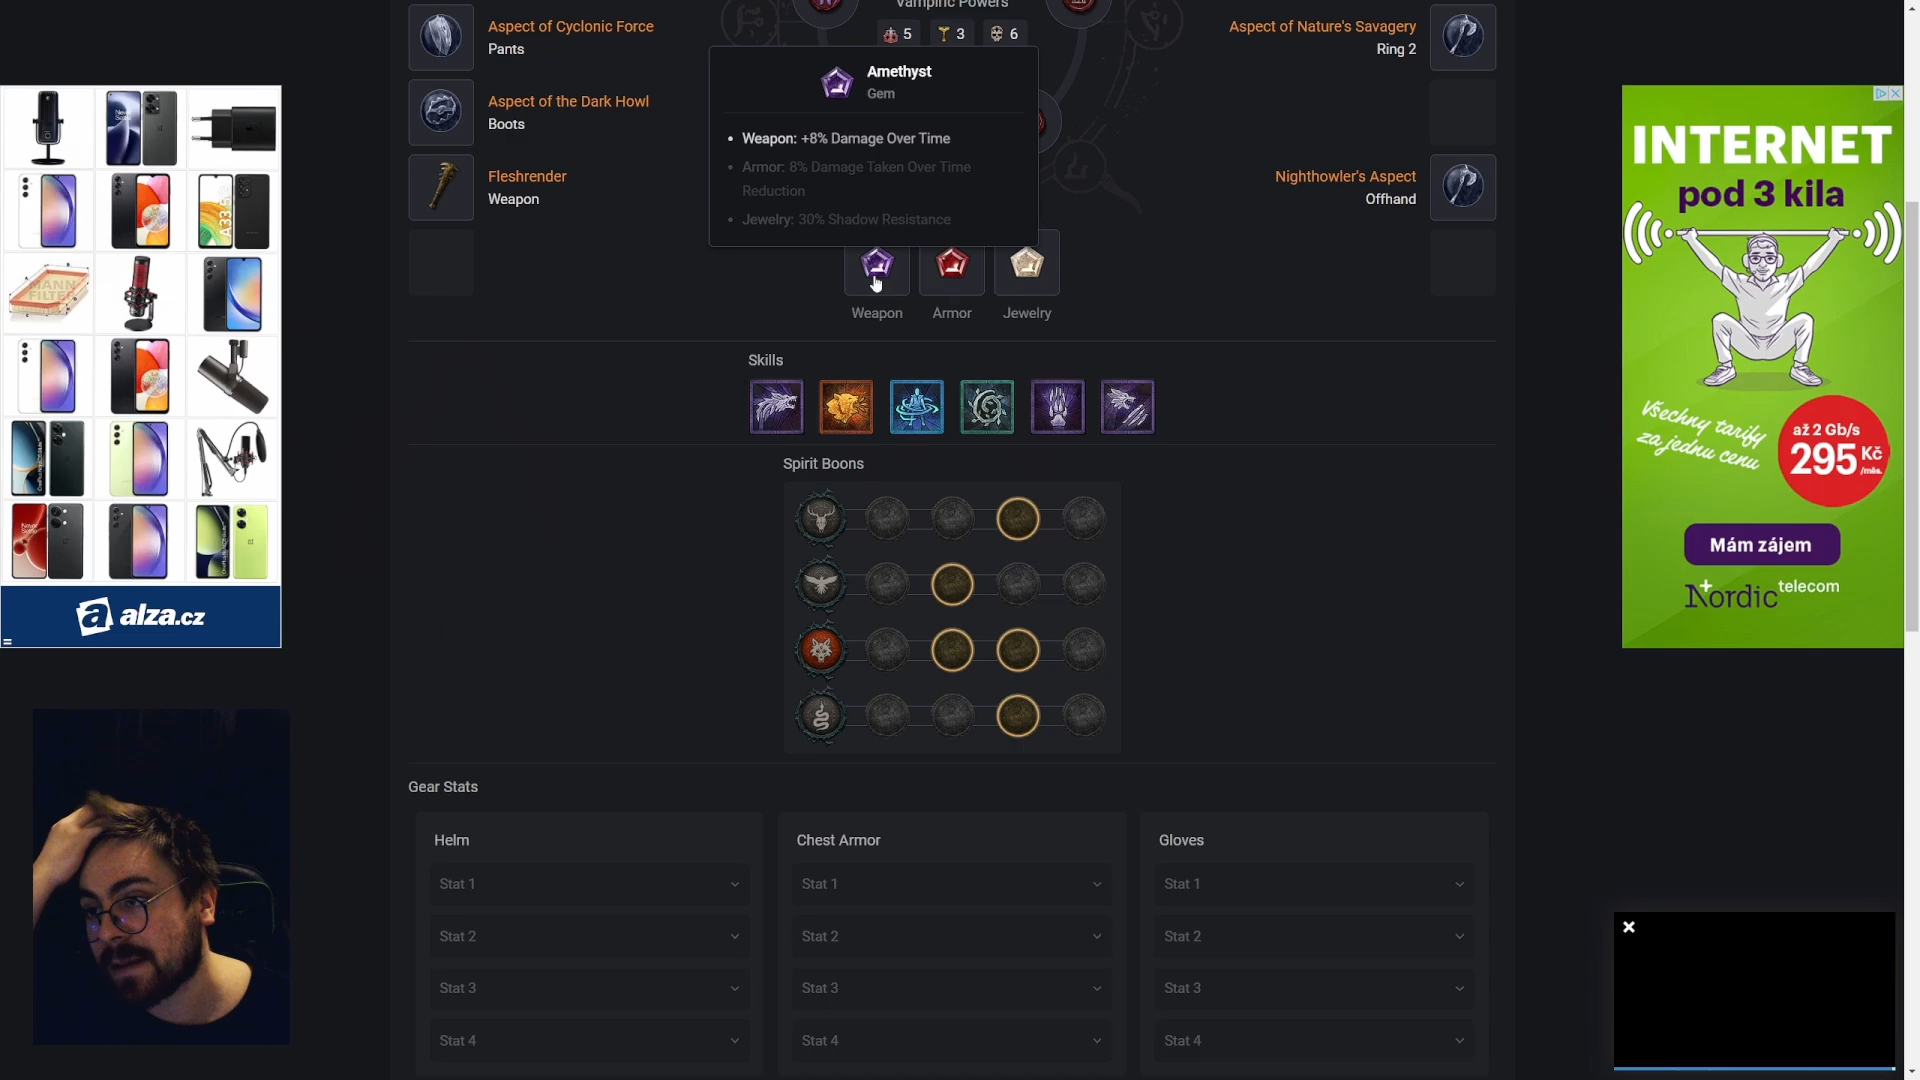 Vampiric Powers
Aspect of Cyclonic Force
Pants
5
3
6
Aspect of Nature's Savagery
Ring 2
Amethyst
Gem
Weapon: +8% Damage Over Time
Armor: 8% Damage Taken Over Time
Reduction
Jewelry: 30% Shadow Resistance
Aspect of the Dark Howl
Boots
Fleshrender
Weapon
Nighthowler's Aspect
Offhand
Weapon
Armor
Jewelry
Skills
Spirit Boons
Gear Stats
Helm
Stat 1
Stat 2
Stat 3
Stat 4
Chest Armor
Stat 1
Stat 2
Stat 3
Stat 4
Gloves
Stat 1
Stat 2
Stat 3
Stat 4
MANN
FILTER
A33
a alza.cz
INTERNET
pod 3 kila
Všechny tarify
za jednu cenu
až 2 Gb/s
295 Kč
/měs.
Mám zájem
Nordic telecom